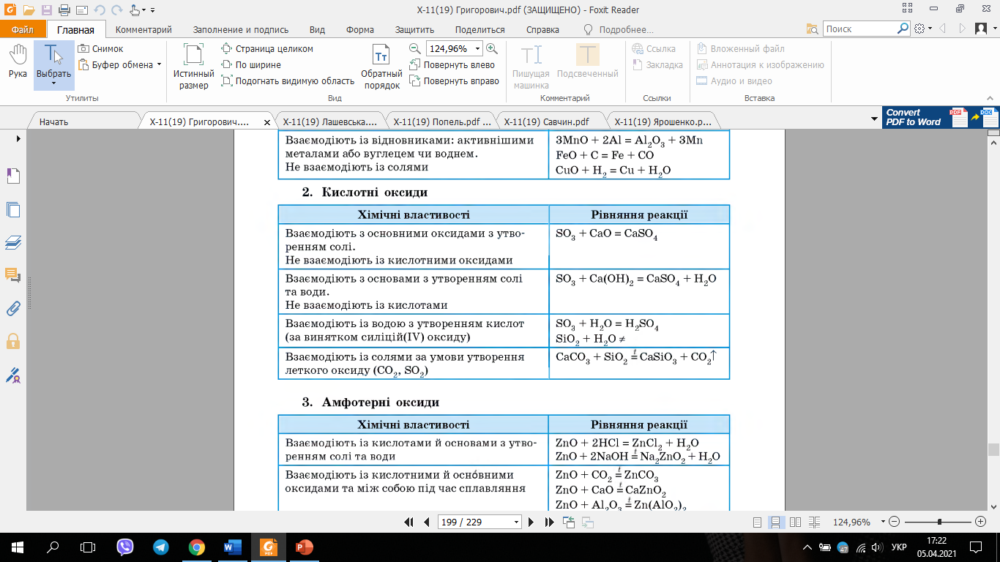 X-11(19) Григорович.pdf (ЗАЩИЩЕНО) - Foxit Reader
Файл Главная Комментарий Заполнение и подпись Вид Форма Защитить Поделиться Справка Подробнее... Поиск
Рука
Выбрать
Снимок
Буфер обмена
Утилиты
Истинный размер
Страница целиком
По ширине
Подогнать видимую область
Обратный порядок
124,96%
Повернуть влево
Повернуть вправо
Вид
Пишущая машинка
Подсвеченный
Комментарий
Ссылка
Закладка
Ссылки
Вложенный файл
Аннотация к изображению
Аудио и видео
Вставка
Начать X-11(19) Григорович.... X-11(19) Лашевська.... X-11(19) Попель.pdf ... X-11(19) Савчин.pdf X-11(19) Ярошенко.р...
Convert
PDF to Word
Взаємодіють із відновниками: активнішими
металами або вуглецем чи воднем.
Не взаємодіють із солями
3MnO + 2Al = Al₂O₃ + 3Mn
FeO + C = Fe + CO
CuO + H₂ = Cu + H₂O
2. Кислотні оксиди
Хімічні властивості Рівняння реакції
Взаємодіють з основними оксидами з утво-
ренням солі.
Не взаємодіють із кислотними оксидами
SO₃ + CaO = CaSO₄
Взаємодіють з основами з утворенням солі
та води.
Не взаємодіють із кислотами
SO₃ + Ca(OH)₂ = CaSO₄ + H₂O
Взаємодіють із водою з утворенням кислот
(за винятком силіцій(IV) оксиду)
SO₃ + H₂O = H₂SO₄
SiO₂ + H₂O ≠
Взаємодіють із солями за умови утворення
леткого оксиду (CO₂, SO₂)
CaCO₃ + SiO₂ =ᵗ CaSiO₃ + CO₂↑
3. Амфотерні оксиди
Хімічні властивості Рівняння реакції
Взаємодіють із кислотами й основами з утво-
ренням солі та води
ZnO + 2HCl = ZnCl₂ + H₂O
ZnO + 2NaOH =ᵗ Na₂ZnO₂ + H₂O
Взаємодіють із кислотними й оснóвними
оксидами та між собою під час сплавляння
ZnO + CO₂ =ᵗ ZnCO₃
ZnO + CaO =ᵗ CaZnO₂
ZnO + Al₂O₃ =ᵗ Zn(AlO₂)₂
199 / 229 124,96%
47 УКР 17:22
05.04.2021